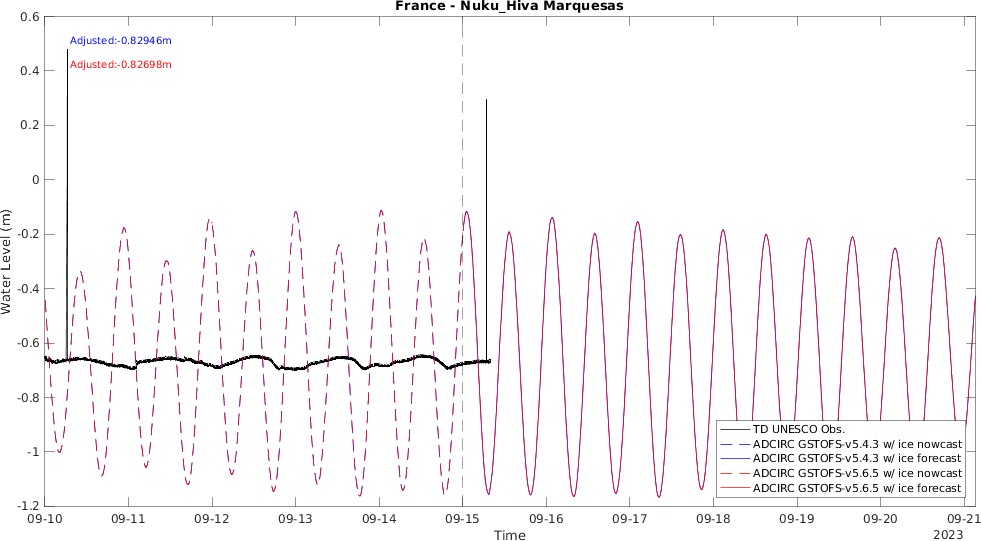 France - Nuku_Hiva Marquesas
Adjusted:-0.82946m
Adjusted:-0.82698m
Water Level (m)
0.6
0.4
0.2
0
-0.2
-0.4
-0.6
-0.8
-1
-1.2
TD UNESCO Obs.
ADCIRC GSTOFS-v5.4.3 w/ ice nowcast
ADCIRC GSTOFS-v5.4.3 w/ ice forecast
ADCIRC GSTOFS-v5.6.5 w/ ice nowcast
ADCIRC GSTOFS-v5.6.5 w/ ice forecast
09-10 09-11 09-12 09-13 09-14 09-15 09-16 09-17 09-18 09-19 09-20 09-21
Time
2023